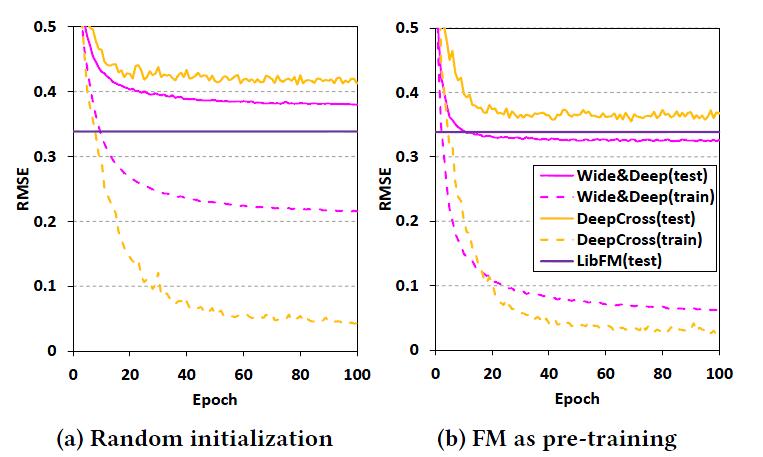 0.5
0.4
0.3
0.2
0.1
0
RMSE
0 20 40 60 80 100
Epoch
(a) Random initialization
0.5
0.4
0.3
0.2
0.1
0
RMSE
Wide&Deep(test)
Wide&Deep(train)
DeepCross(test)
DeepCross(train)
LibFM(test)
0 20 40 60 80 100
Epoch
(b) FM as pre-training